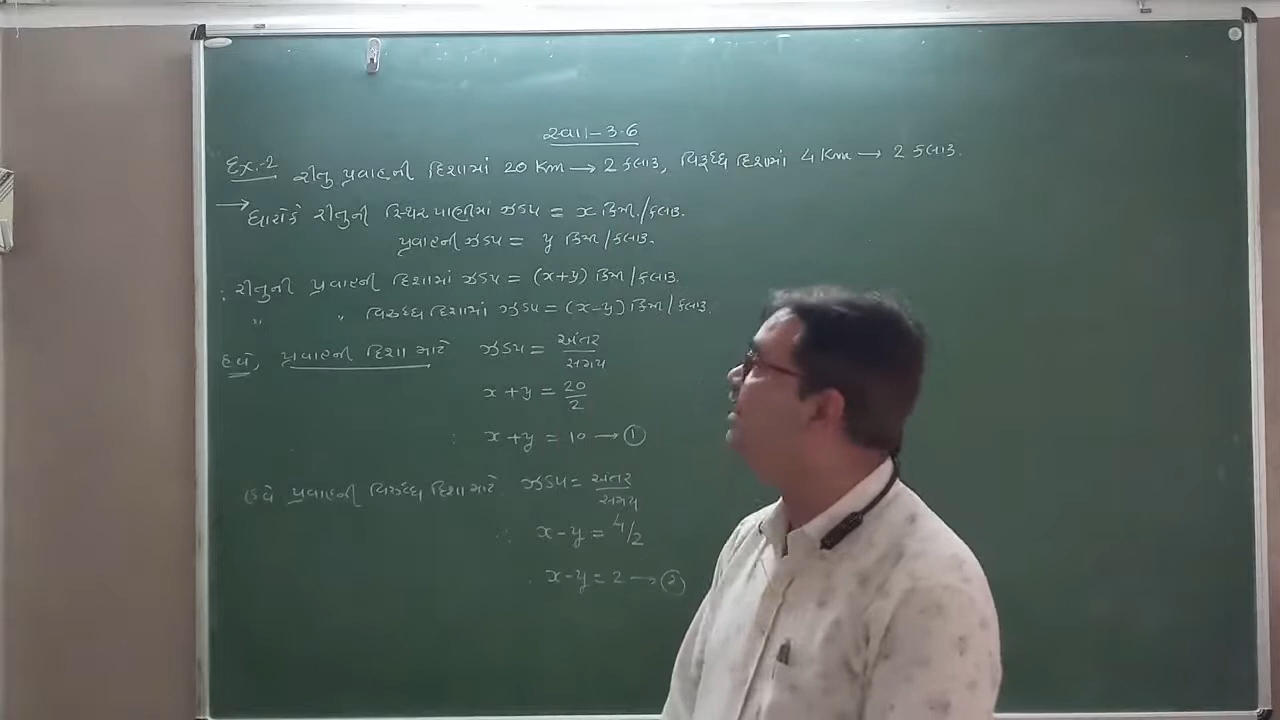 સ્વા।-3.6
Ex.-2 રીતુ પ્રવાહની દિશામાં 20 Km → 2 કલાક, વિરૂધ્ધ દિશામાં 4 Km → 2 કલાક.
→ ધારોકે રીતુની સ્થિર પાણીમાં ઝડપ = x કિમી/કલાક.
પ્રવાહની ઝડપ = y કિમી/કલાક.
∴ રીતુની પ્રવાહની દિશામાં ઝડપ = (x+y) કિમી/કલાક.
" " વિરુધ્ધ દિશામાં ઝડપ = (x-y) કિમી/કલાક.
હવે, પ્રવાહની દિશા માટે ઝડપ = અંતર/સમય
x + y = 20/2
∴ x + y = 10 → ①
હવે પ્રવાહની વિરુધ્ધ દિશા માટે ઝડપ = અંતર/સમય
∴ x - y = 4/2
∴ x - y = 2 → ②